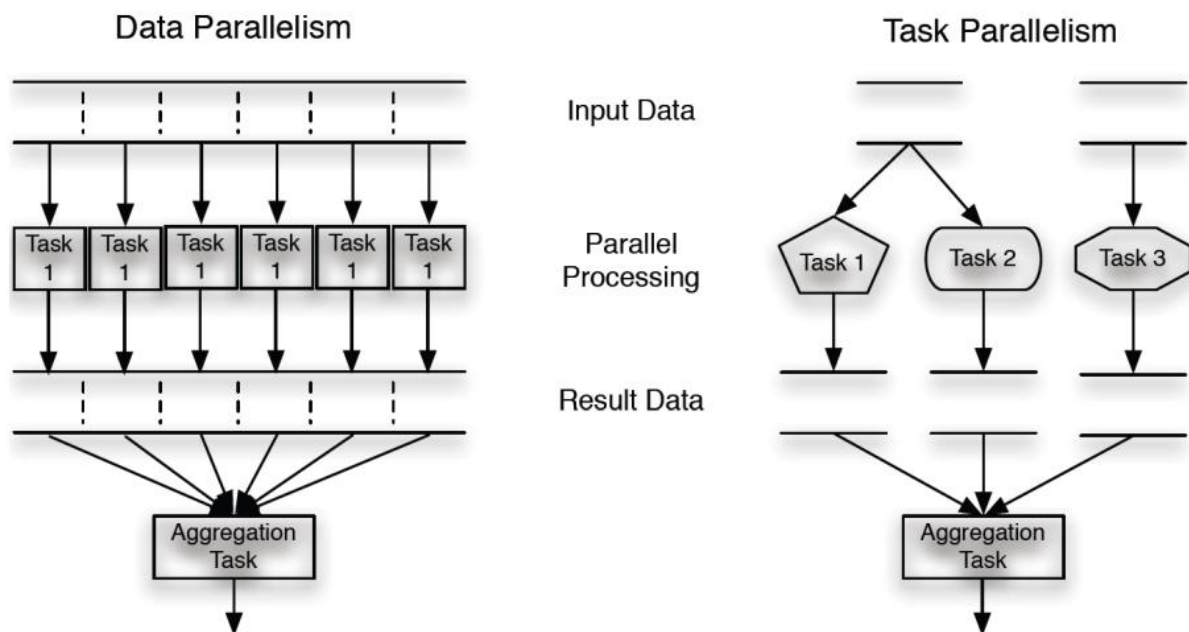 Data Parallelism
Task Parallelism
Input Data
Task
1
Task
1
Task
1
Task
1
Task
1
Task
1
Parallel
Processing
Task 1
Task 2
Task 3
Result Data
Aggregation
Task
Aggregation
Task